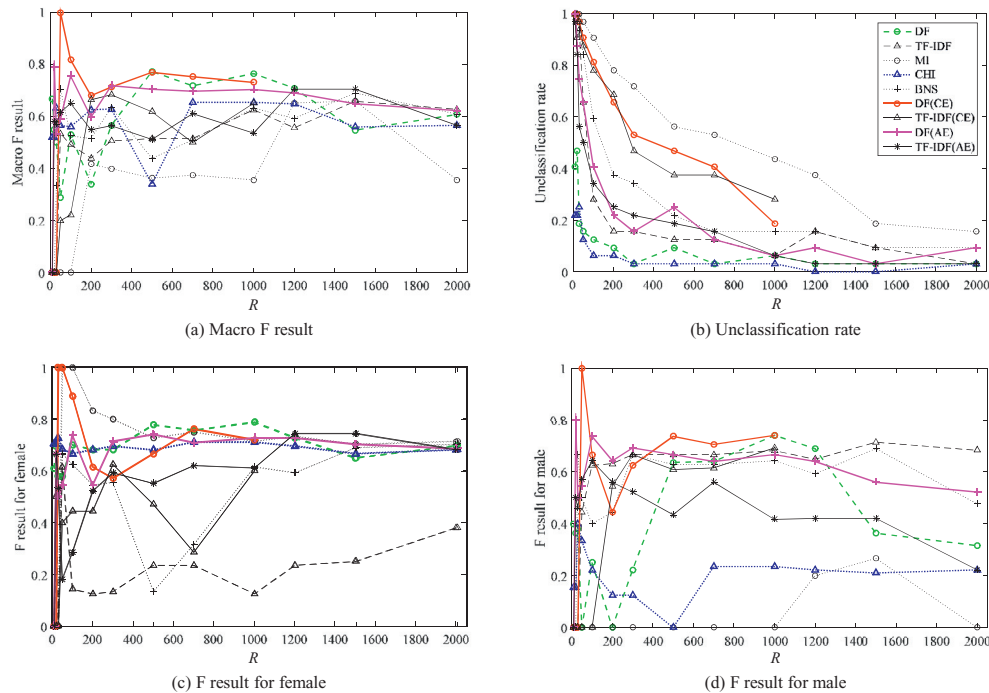 1
0.8
0.6
0.4
0.2
0
Macro F result
0 200 400 600 800 1000 1200 1400 1600 1800 2000
R
(a) Macro F result
1
0.8
0.6
0.4
0.2
0
Unclassification rate
0 200 400 600 800 1000 1200 1400 1600 1800 2000
R
(b) Unclassification rate
DF
TF-IDF
MI
CHI
BNS
DF(CE)
TF-IDF(CE)
DF(AE)
TF-IDF(AE)
1
0.8
0.6
0.4
0.2
0
F result for female
0 200 400 600 800 1000 1200 1400 1600 1800 2000
R
(c) F result for female
1
0.8
0.6
0.4
0.2
0
F result for male
0 200 400 600 800 1000 1200 1400 1600 1800 2000
R
(d) F result for male